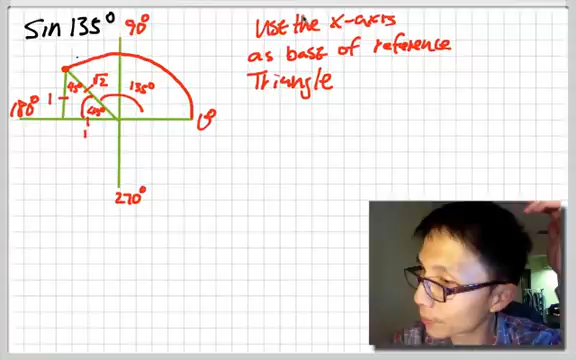 Sin 135°
90°
Use the x-axis
as base of reference
Triangle
45°
√2
135°
180°
1
45°
0°
1
270°